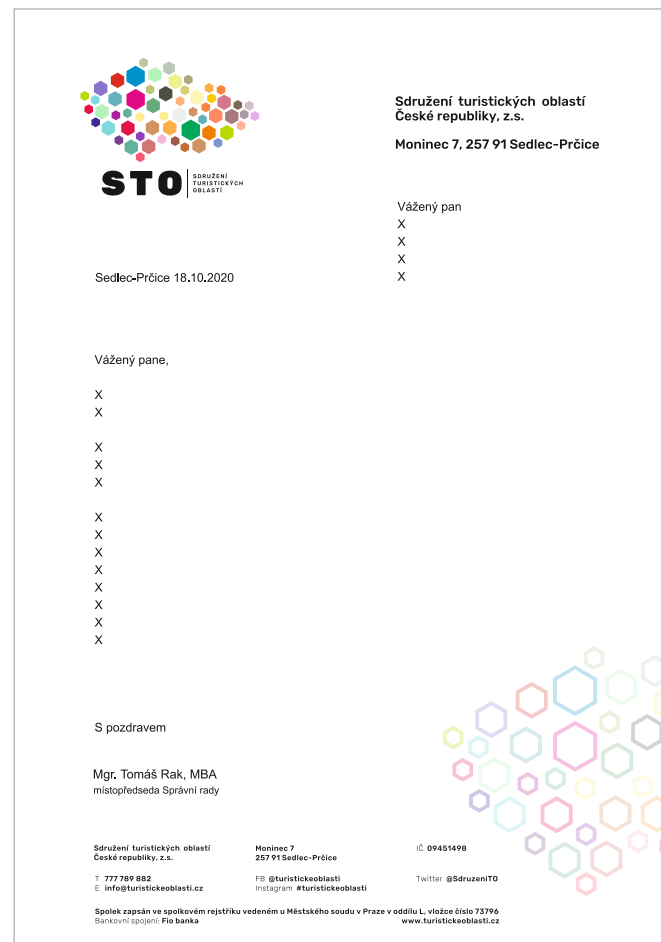 STO
SDRUŽENÍ
TURISTICKÝCH
OBLASTÍ
Sdružení turistických oblastí
České republiky, z.s.
Moninec 7, 257 91 Sedlec-Prčice
Vážený pan
X
X
X
X
Sedlec-Prčice 18.10.2020
Vážený pane,
X
X
X
X
X
X
X
X
X
X
X
X
X
S pozdravem
Mgr. Tomáš Rak, MBA
místopředseda Správní rady
Sdružení turistických oblastí
České republiky, z.s.
Moninec 7
257 91 Sedlec-Prčice
IČ 09451498
T 777 789 882
E info@turistickeoblasti.cz
FB @turistickeoblasti
Instagram #turistickeoblasti
Twitter @SdruzeniTO
Spolek zapsán ve spolkovém rejstříku vedeném u Městského soudu v Praze v oddílu L, vložce číslo 73796
Bankovní spojení: Fio banka www.turistickeoblasti.cz